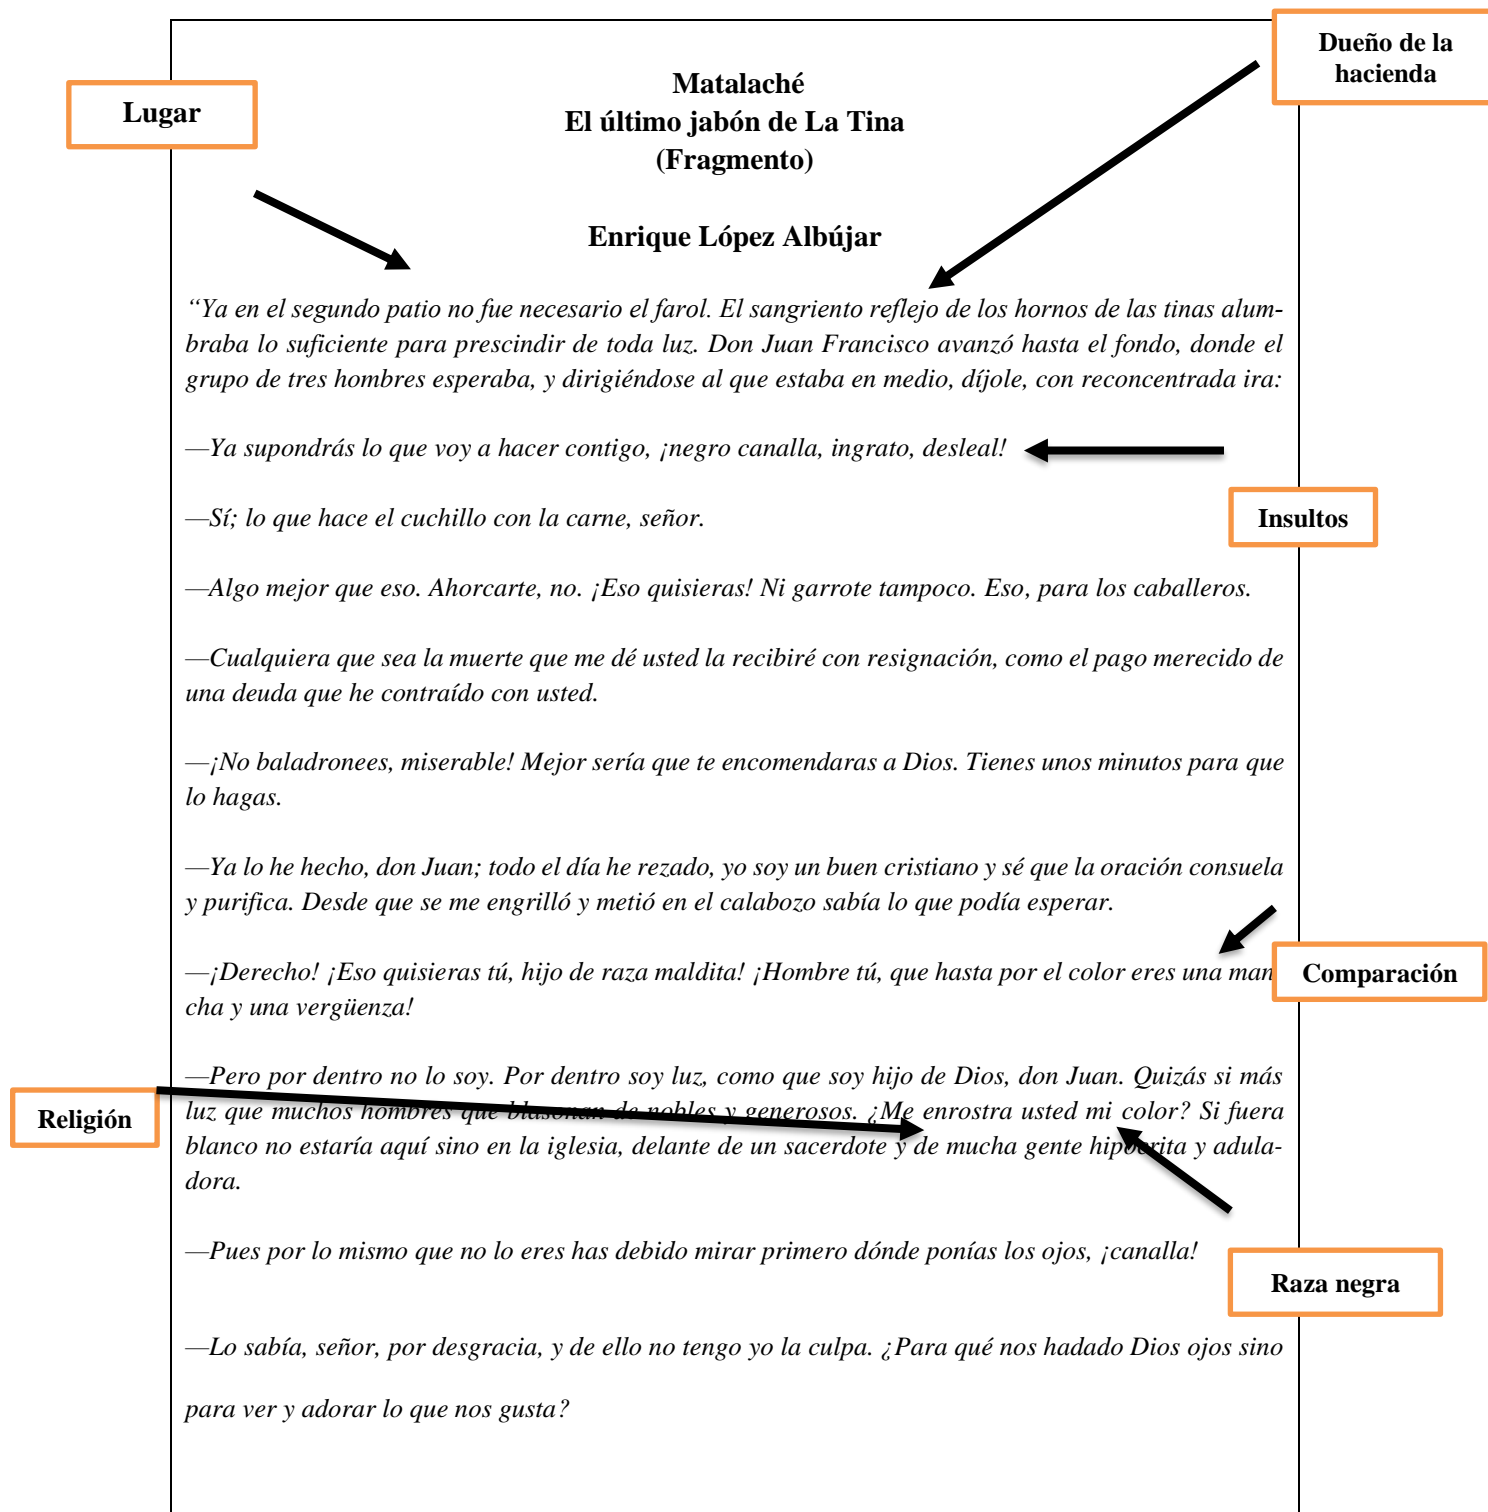 Dueño de la
hacienda
Lugar
Matalaché
El último jabón de La Tina
(Fragmento)
Enrique López Albújar
“Ya en el segundo patio no fue necesario el farol. El sangriento reflejo de los hornos de las tinas alum-
braba lo suficiente para prescindir de toda luz. Don Juan Francisco avanzó hasta el fondo, donde el
grupo de tres hombres esperaba, y dirigiéndose al que estaba en medio, díjole, con reconcentrada ira:
—Ya supondrás lo que voy a hacer contigo, ¡negro canalla, ingrato, desleal!
Insultos
—Sí; lo que hace el cuchillo con la carne, señor.
—Algo mejor que eso. Ahorcarte, no. ¡Eso quisieras! Ni garrote tampoco. Eso, para los caballeros.
—Cualquiera que sea la muerte que me dé usted la recibiré con resignación, como el pago merecido de
una deuda que he contraído con usted.
—¡No baladronees, miserable! Mejor sería que te encomendaras a Dios. Tienes unos minutos para que
lo hagas.
—Ya lo he hecho, don Juan; todo el día he rezado, yo soy un buen cristiano y sé que la oración consuela
y purifica. Desde que se me engrilló y metió en el calabozo sabía lo que podía esperar.
—¡Derecho! ¡Eso quisieras tú, hijo de raza maldita! ¡Hombre tú, que hasta por el color eres una man
cha y una vergüenza!
Comparación
—Pero por dentro no lo soy. Por dentro soy luz, como que soy hijo de Dios, don Juan. Quizás si más
luz que muchos hombres que blasonan de nobles y generosos. ¿Me enrostra usted mi color? Si fuera
blanco no estaría aquí sino en la iglesia, delante de un sacerdote y de mucha gente hipócrita y adula-
dora.
Religión
—Pues por lo mismo que no lo eres has debido mirar primero dónde ponías los ojos, ¡canalla!
Raza negra
—Lo sabía, señor, por desgracia, y de ello no tengo yo la culpa. ¿Para qué nos hadado Dios ojos sino
para ver y adorar lo que nos gusta?